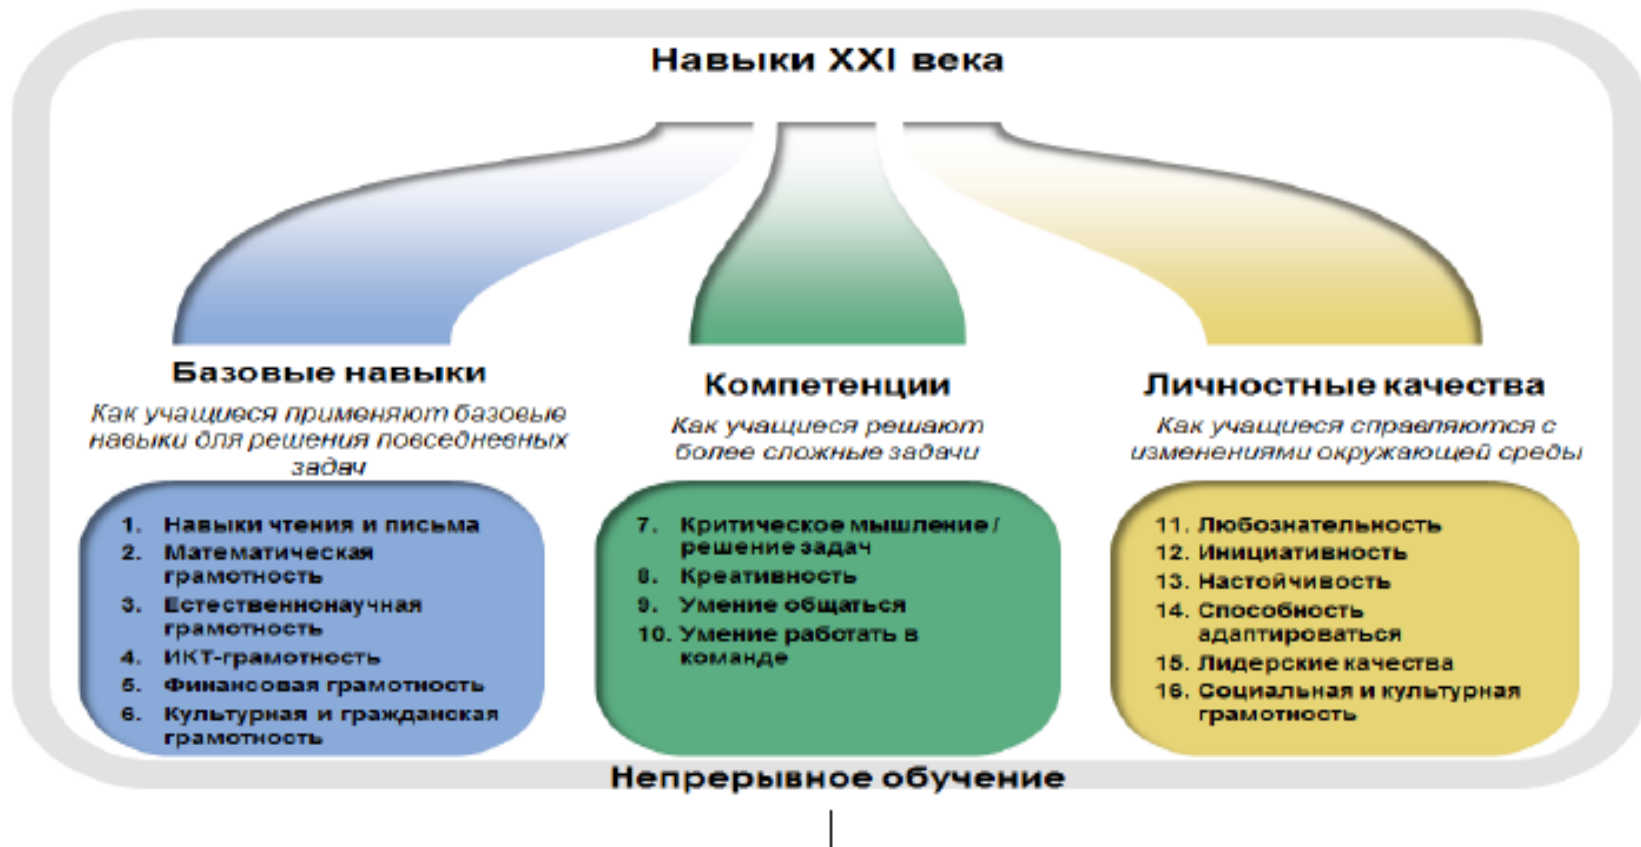 Навыки XXI века
Базовые навыки
Как учащиеся применяют базовые
навыки для решения повседневных
задач
1. Навыки чтения и письма
2. Математическая
грамотность
3. Естественнонаучная
грамотность
4. ИКТ-грамотность
5. Финансовая грамотность
6. Культурная и гражданская
грамотность
Компетенции
Как учащиеся решают
более сложные задачи
7. Критическое мышление /
решение задач
8. Креативность
9. Умение общаться
10. Умение работать в
команде
Личностные качества
Как учащиеся справляются с
изменениями окружающей среды
11. Любознательность
12. Инициативность
13. Настойчивость
14. Способность
адаптироваться
15. Лидерские качества
16. Социальная и культурная
грамотность
Непрерывное обучение